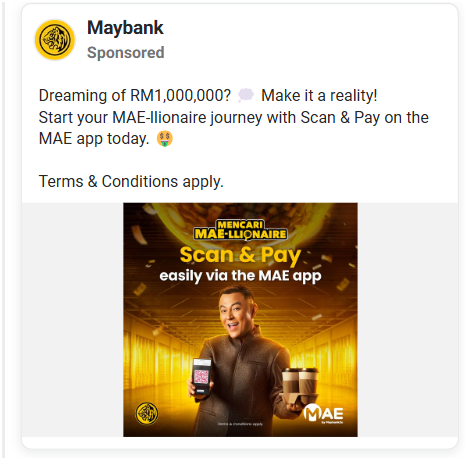 Maybank
Sponsored
Dreaming of RM1,000,000? 💭 Make it a reality!
Start your MAE-llionaire journey with Scan & Pay on the
MAE app today. 🤑
Terms & Conditions apply.
MENCARI
MAE-LLIONAIRE
Scan & Pay
easily via the MAE app
MAE
by Maybank2u
Terms & Conditions apply.